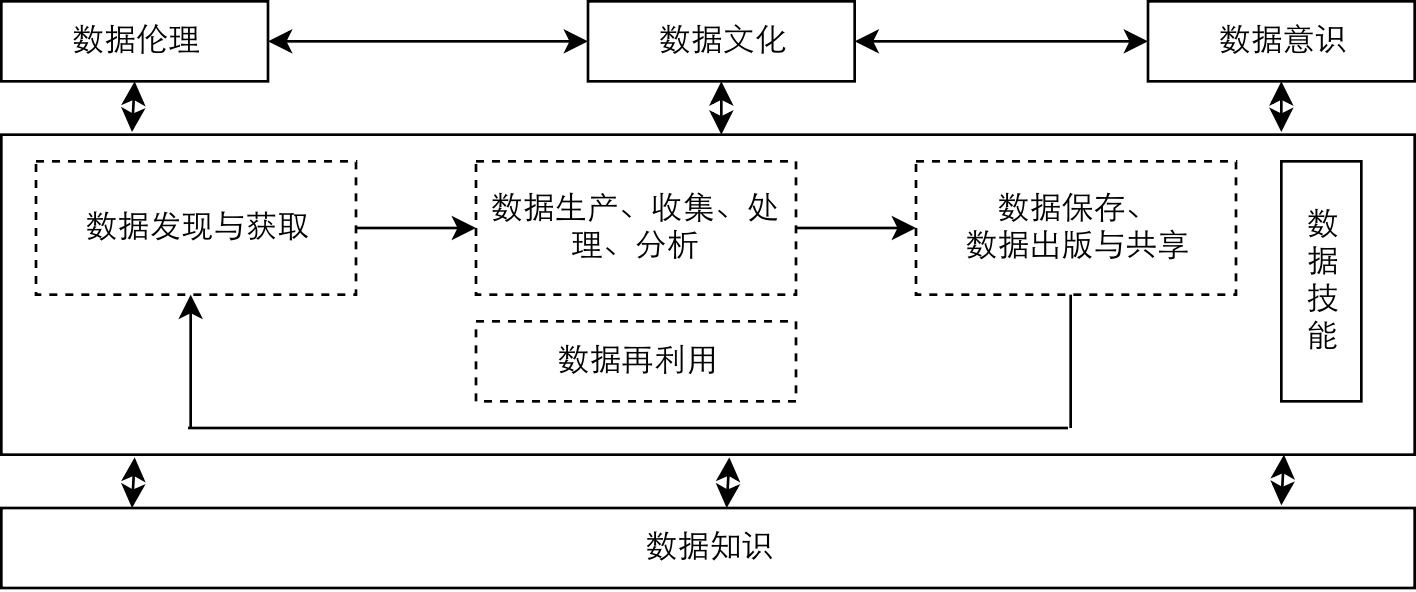 数据伦理
数据文化
数据意识
数据发现与获取
数据生产、收集、处
理、分析
数据保存、
数据出版与共享
数据技能
数据再利用
数据知识